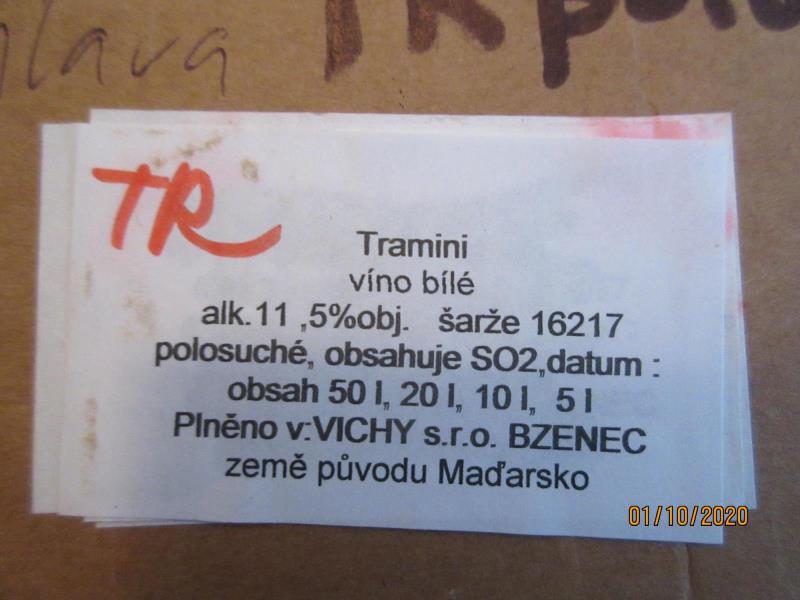 TR
Tramini
víno bílé
alk.11 ,5%obj. šarže 16217
polosuché, obsahuje SO2,datum :
obsah 50 l, 20 l, 10 l, 5 l
Plněno v:VICHY s.r.o. BZENEC
země původu Maďarsko
01/10/2020